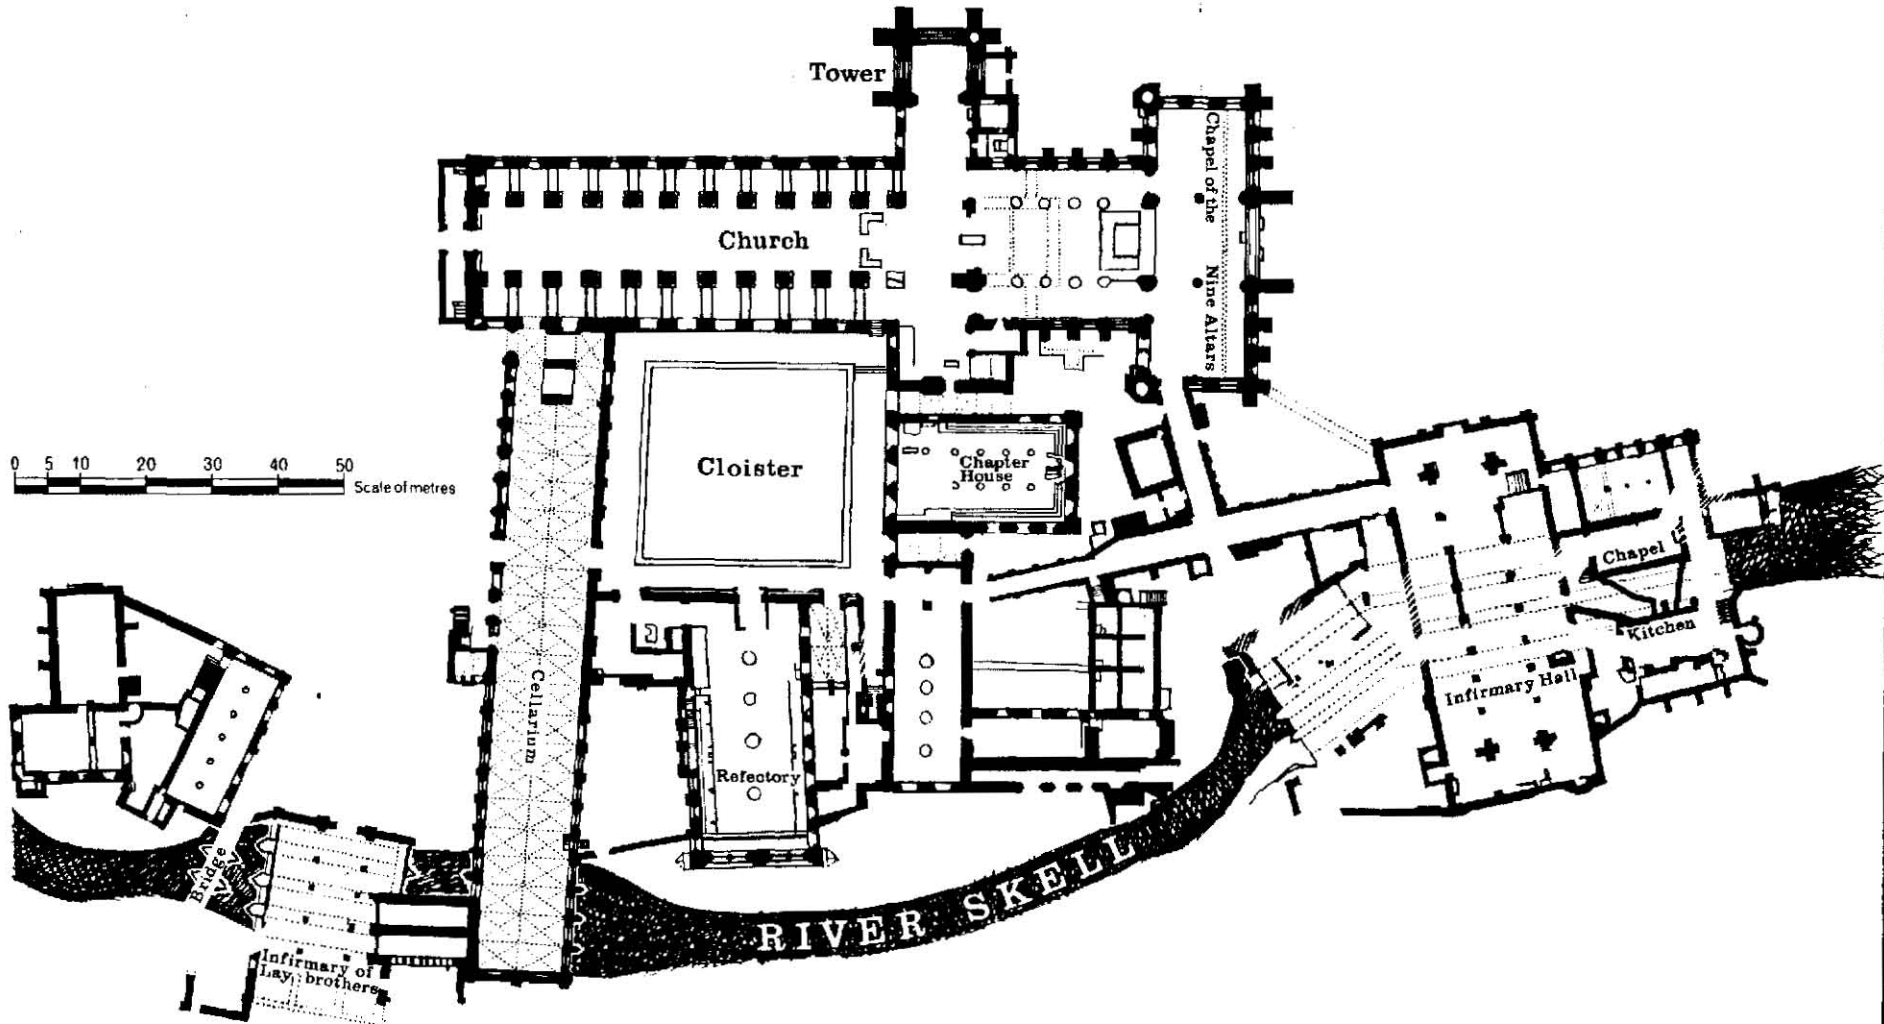 Tower
Chapel of the Nine Altars
Church
0 5 10 20 30 40 50
Scale of metres
Cloister
Chapter
House
Chapel
Kitchen
Cellarium
Infirmary Hall
Refectory
Bridge
RIVER SKELL
Infirmary of
Lay brothers